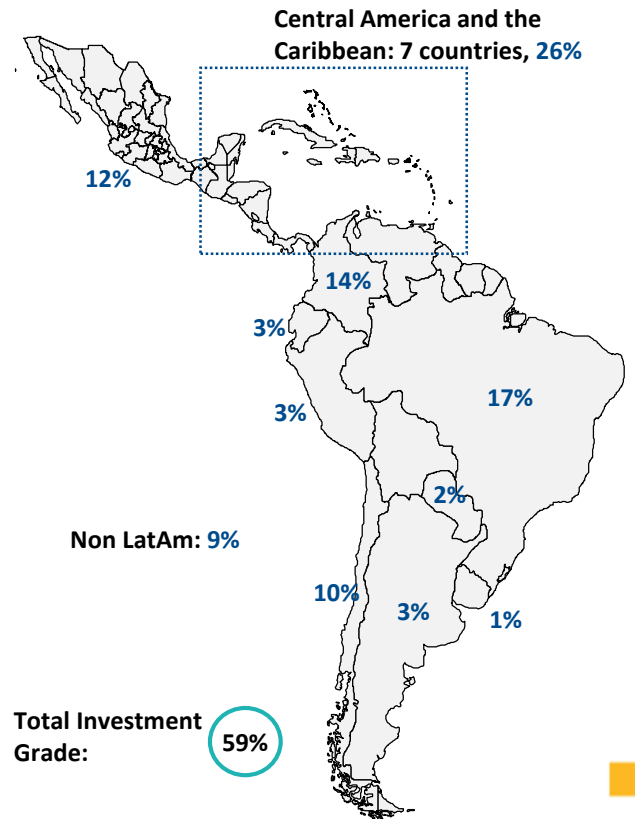 Central America and the
Caribbean: 7 countries, 26%
12%
14%
3%
17%
3%
2%
Non LatAm: 9%
10%
3%
1%
Total Investment
Grade:
59%